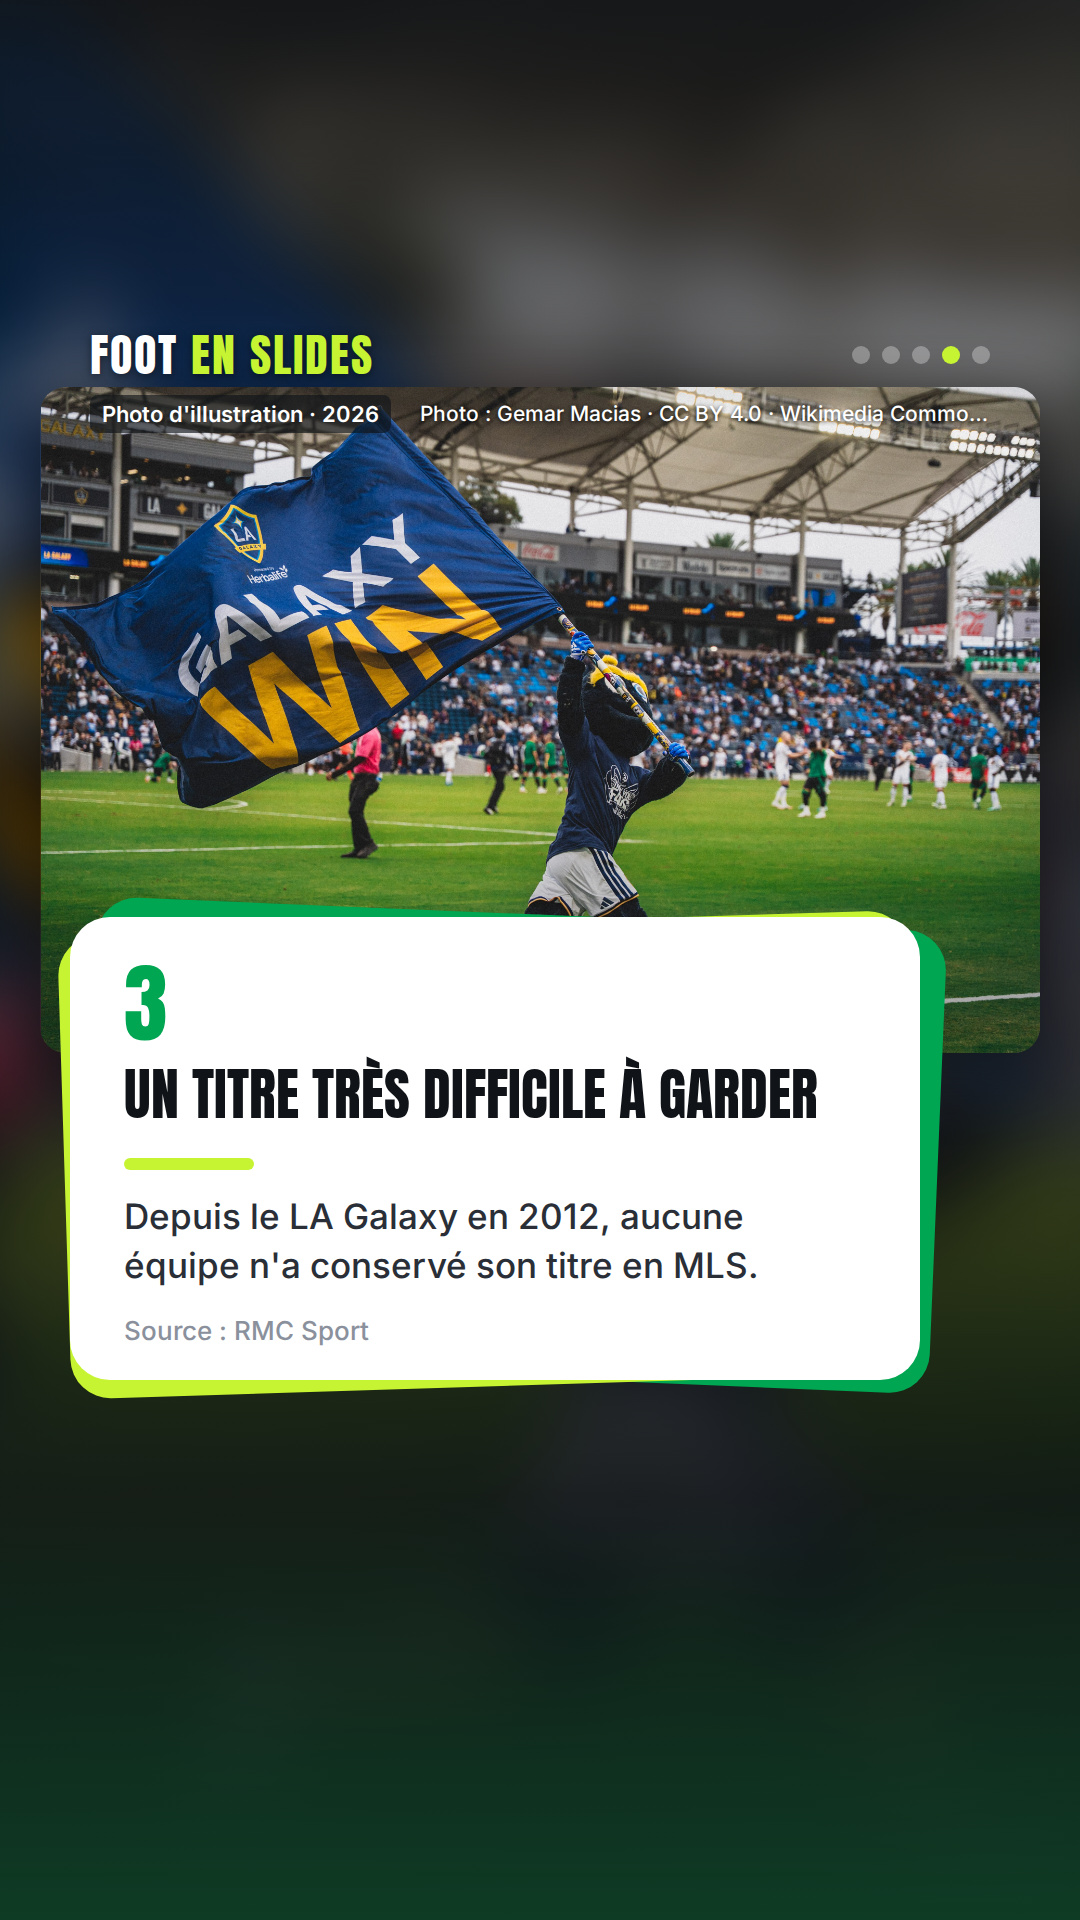 FOOT EN SLIDES
Photo d'illustration · 2026
Photo : Gemar Macias · CC BY 4.0 · Wikimedia Commo...
LA
GALAXY
Herbalife
GALAXY
WIN
3
UN TITRE TRÈS DIFFICILE À GARDER
Depuis le LA Galaxy en 2012, aucune
équipe n'a conservé son titre en MLS.
Source : RMC Sport